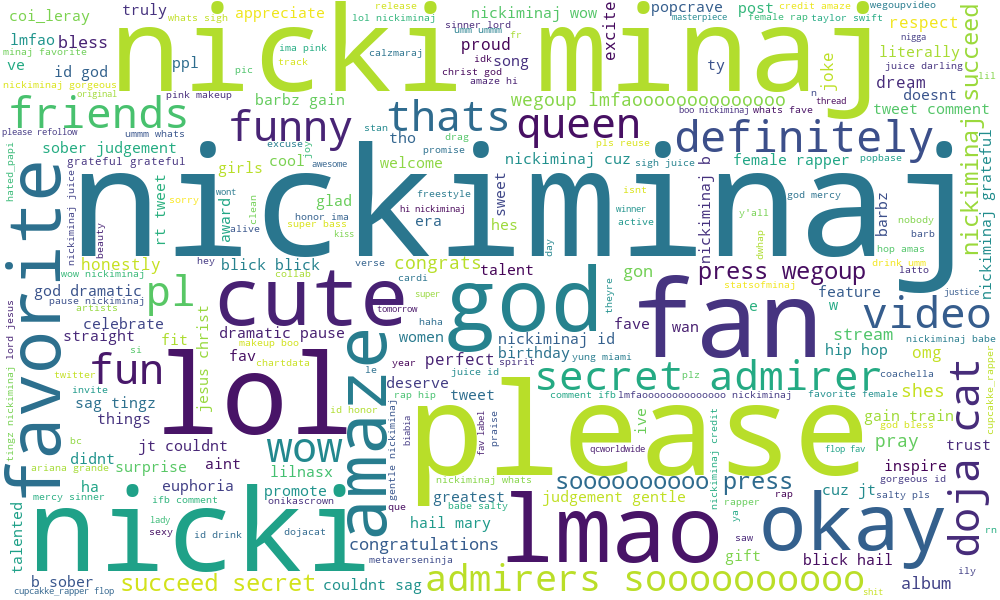 nicki minaj
nickiminaj
please
nicki
lol
fan
god
cute
lmao
okay
favorite
amaze
friends
definitely
queen
thats
funny
video
fun
wow
pl
secret admirer
admirers soooooooooo
doja cat
soooooooooo press
succeed secret
press wegoup
wegoup lmfaoooooooooooooo
nickiminaj succeed
nickiminaj grateful
coi_leray
truly
whats sigh
appreciate
release
lol nickiminaj
sinner lord
nickiminaj wow
umm ummm
popcrave
masterpiece
post
female rap
credit amaze
taylor swift
wegoupvideo
respect
lmfao
bless
minaj favorite
ve
id god
ppl
nickiminaj gorgeous
original
pink makeup
pic
track
ima pink
calzmaraj
proud
idk
song
christ god
amaze hi
fr
excite
ty
joke
literally
nigga
juice darling
dream
doesnt
lil
tweet comment
thread
n
barbz gain
boo nickiminaj
whats fave
please refollow
ummm whats
stan
drag
tho
promise
pls reuse
excuse
joy
sober judgement
grateful grateful
girls
cool
awesome
welcome
nickiminaj cuz
sigh juice
female rapper
popbase
hated_papi
nickiminaj juice
rt tweet
sorry
award
wont
clean
alive
glad
honor ima
super bass
kiss
freestyle
hi nickiminaj
era
sweet
hes
winner
active
isnt
day
nickiminaj b
god mercy
y'all
barbz
nobody
barb
hop amas
dwhap
drink umm
latto
justice
beauty
honestly
wow nickiminaj
hey
blick blick
collab
verse
congrats
cardi
talent
gon
theyre
statsofminaj
feature
e
w
god dramatic
pause nickiminaj
artists
celebrate
straight
fit
si
jesus christ
dramatic pause
makeup boo
fav
chartdata
super
tomorrow
haha
women
nickiminaj id
birthday
fave
wan
stream
hip hop
nickiminaj babe
omg
yung miami
year
perfect
spirit
juice id
deserve
le
tweet
rap hip
plz
comment ifb
lmfaoooooooooooooo nickiminaj
favorite female
coachella
shes
cupcakke_rapper
twitter
invite
sag tingz
things
bc
jt couldnt
id honor
tingz nickiminaj
lord jesus
didnt
ariana grande
surprise
aint
lilnasx
biabia
gentle nickiminaj
fav label
praise
qcworldwide
ive
gain train
god bless
pray
flop fav
trust
inspire
gorgeous id
ha
mercy sinner
euphoria
promote
onikascrown
que
greatest
nickiminaj whats
babe salty
judgement gentle
nickiminaj credit
rapper
rap
cuz jt
salty pls
talented
ifb comment
lady
sexy
id drink
dojacat
hail mary
congratulations
metaverseninja
ya
saw
gift
blick hail
rn
b sober
cupcakke_rapper flop
couldnt sag
shit
album
ily